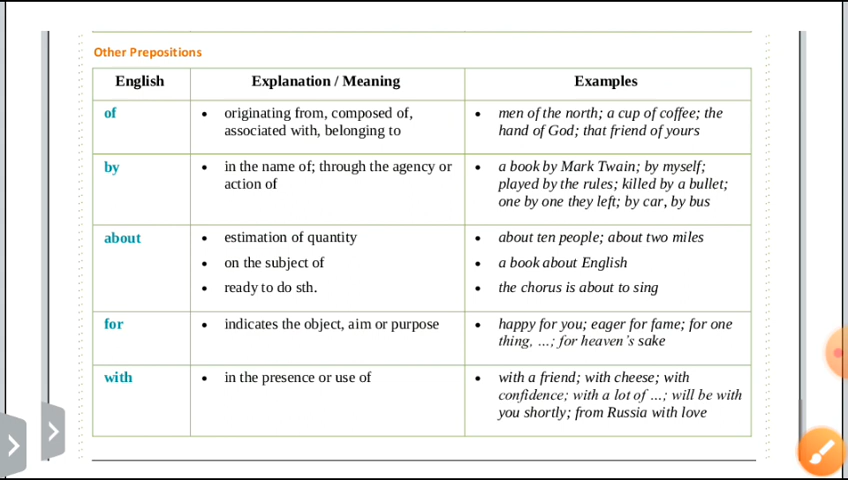 Other Prepositions
English Explanation / Meaning Examples
of
• originating from, composed of,
associated with, belonging to
• men of the north; a cup of coffee; the
hand of God; that friend of yours
by
• in the name of; through the agency or
action of
• a book by Mark Twain; by myself;
played by the rules; killed by a bullet;
one by one they left; by car, by bus
about
• estimation of quantity
• about ten people; about two miles
• on the subject of
• a book about English
• ready to do sth.
• the chorus is about to sing
for
• indicates the object, aim or purpose
• happy for you; eager for fame; for one
thing, ...; for heaven's sake
with
• in the presence or use of
• with a friend; with cheese; with
confidence; with a lot of ...; will be with
you shortly; from Russia with love